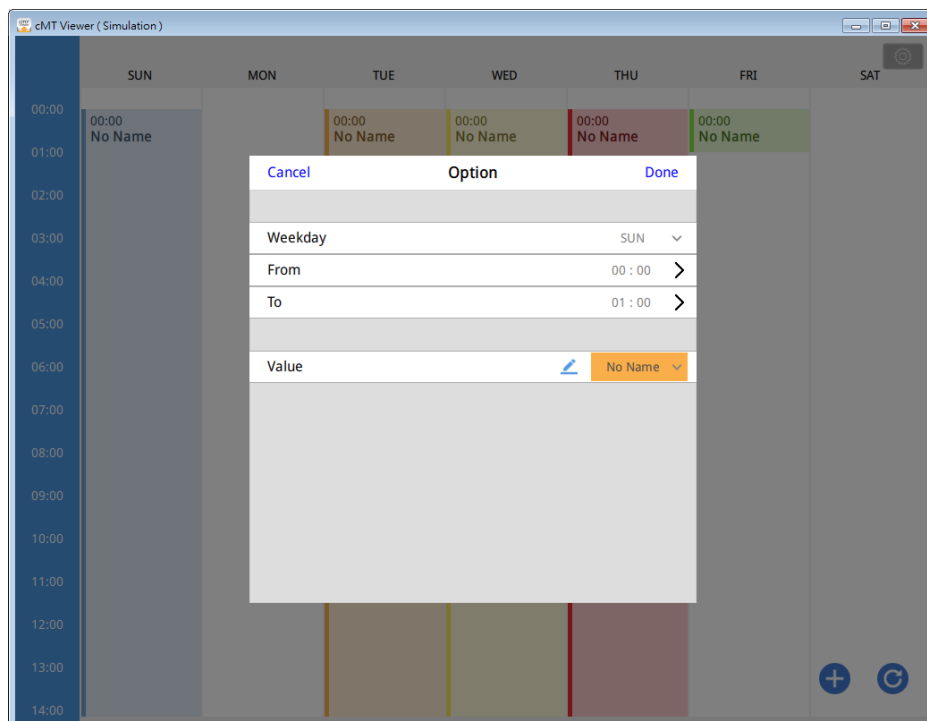 cMT Viewer ( Simulation )
SUN MON TUE WED THU FRI SAT
00:00
00:00 00:00 00:00 00:00 00:00
No Name No Name No Name No Name No Name
01:00
Cancel Option Done
02:00
03:00 Weekday SUN
From 00 : 00
04:00
To 01 : 00
05:00
06:00 Value No Name
07:00
08:00
09:00
10:00
11:00
12:00
13:00
14:00